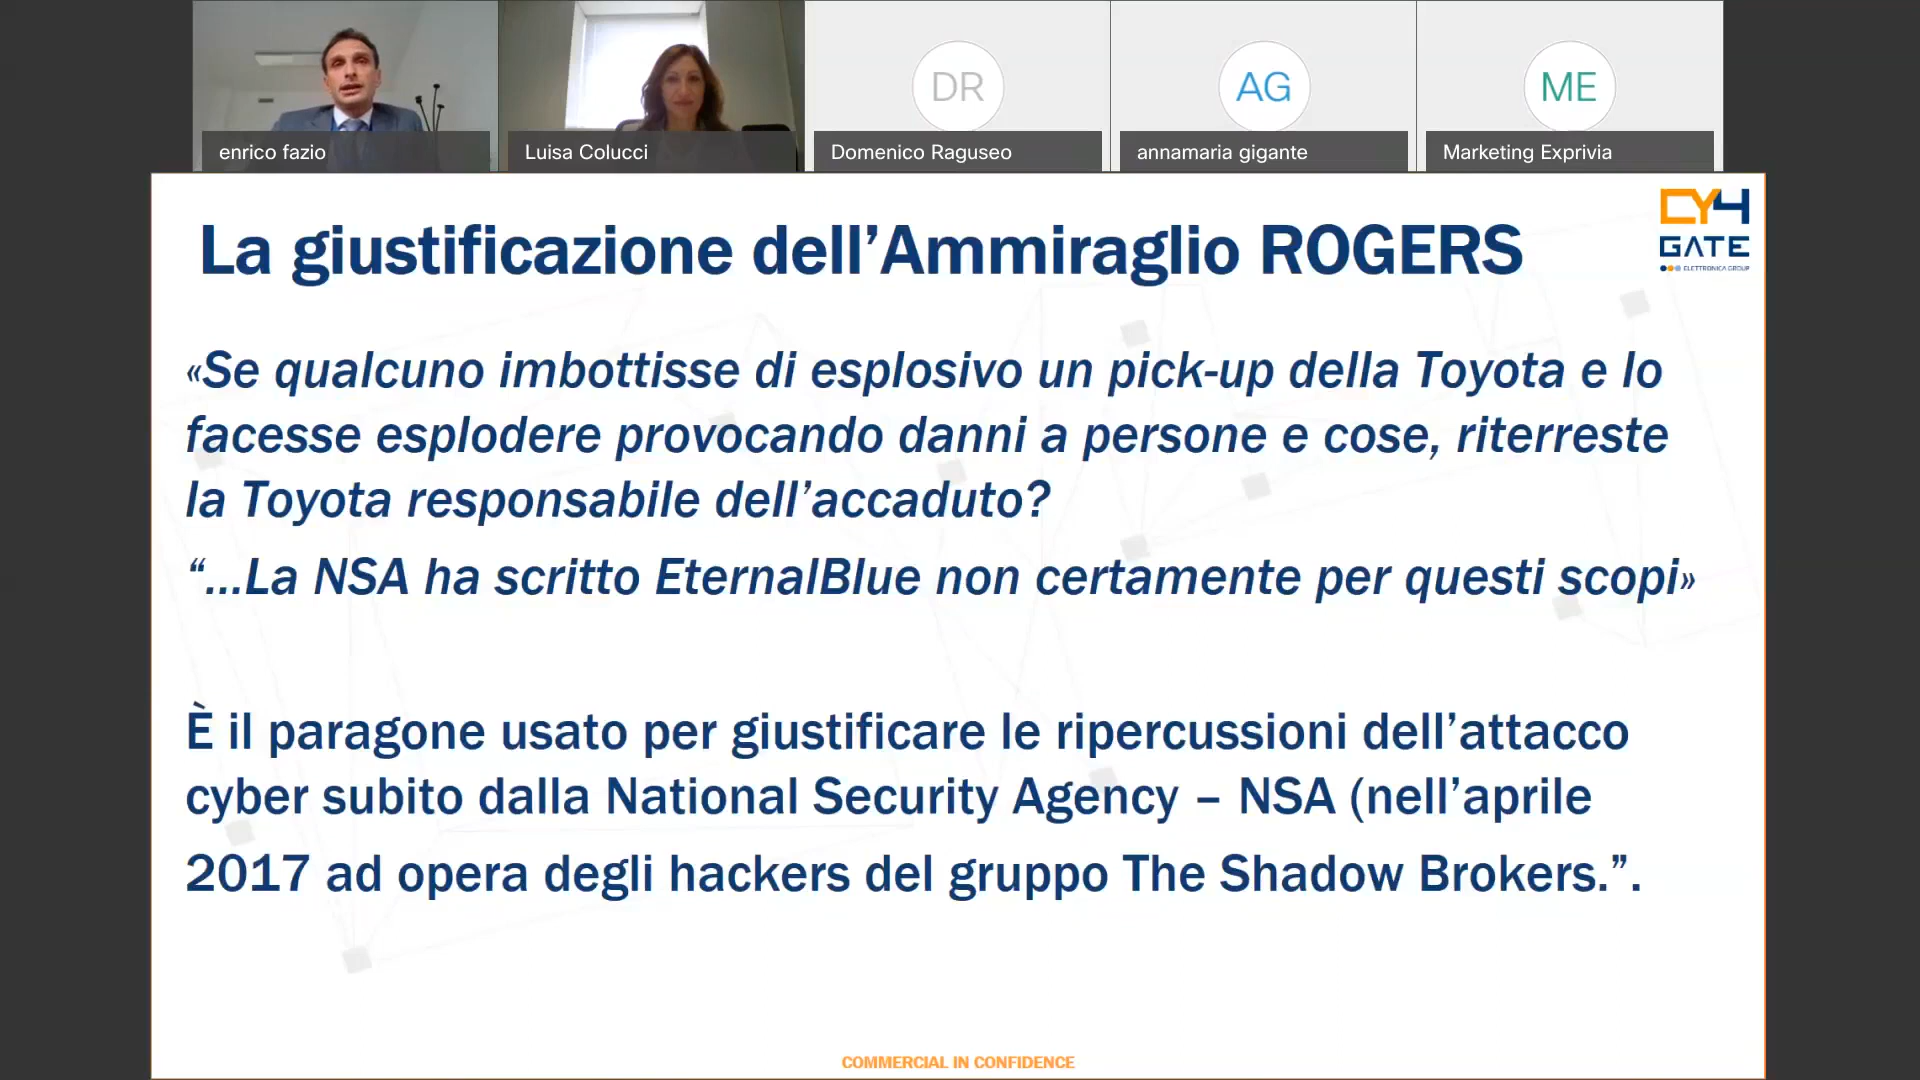 DR
AG
ME
enrico fazio
Luisa Colucci
Domenico Raguseo
annamaria gigante
Marketing Exprivia
CY4
GATE
ELETTRONICA GROUP
La giustificazione dell’Ammiraglio ROGERS
«Se qualcuno imbottisse di esplosivo un pick-up della Toyota e lo
facesse esplodere provocando danni a persone e cose, riterreste
la Toyota responsabile dell’accaduto?
“...La NSA ha scritto EternalBlue non certamente per questi scopi»
È il paragone usato per giustificare le ripercussioni dell’attacco
cyber subito dalla National Security Agency – NSA (nell’aprile
2017 ad opera degli hackers del gruppo The Shadow Brokers.”.
COMMERCIAL IN CONFIDENCE